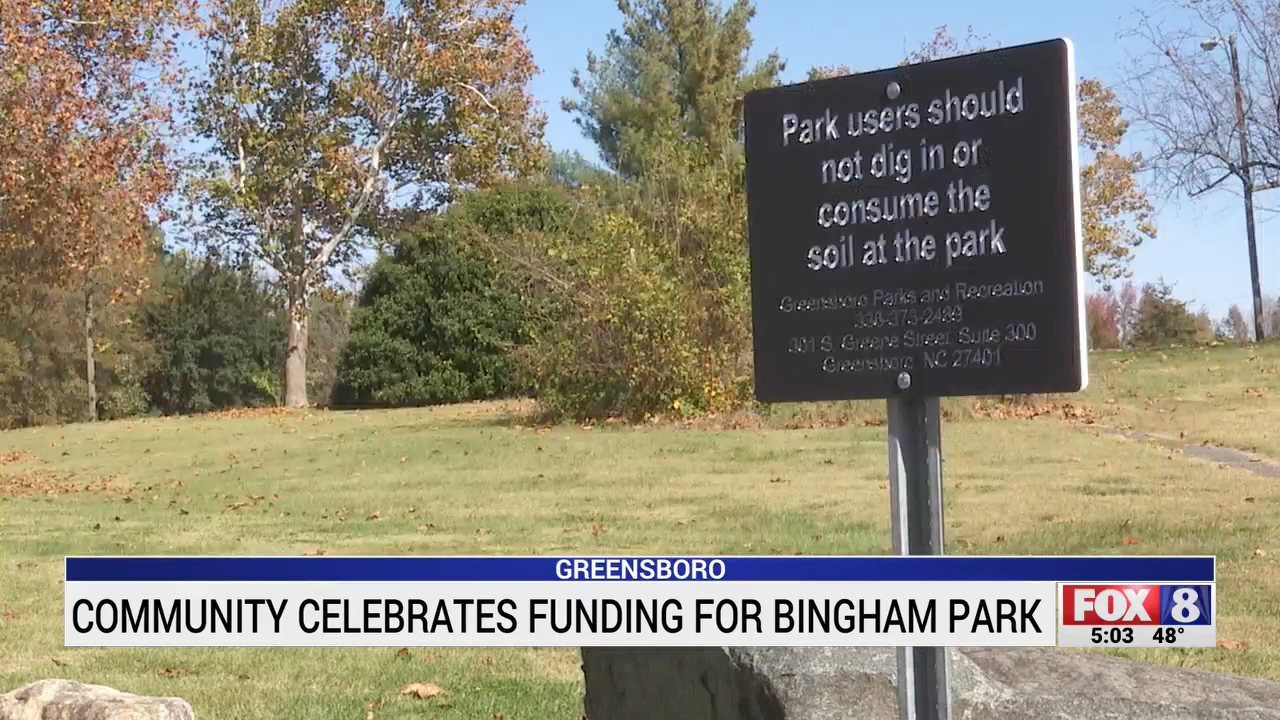 Park users should
not dig in or
consume the
soil at the park
Greensboro Parks and Recreation
336-373-2489
301 S. Greene Street, Suite 300
Greensboro, NC 27401
GREENSBORO
COMMUNITY CELEBRATES FUNDING FOR BINGHAM PARK
FOX 8
5:03 48°